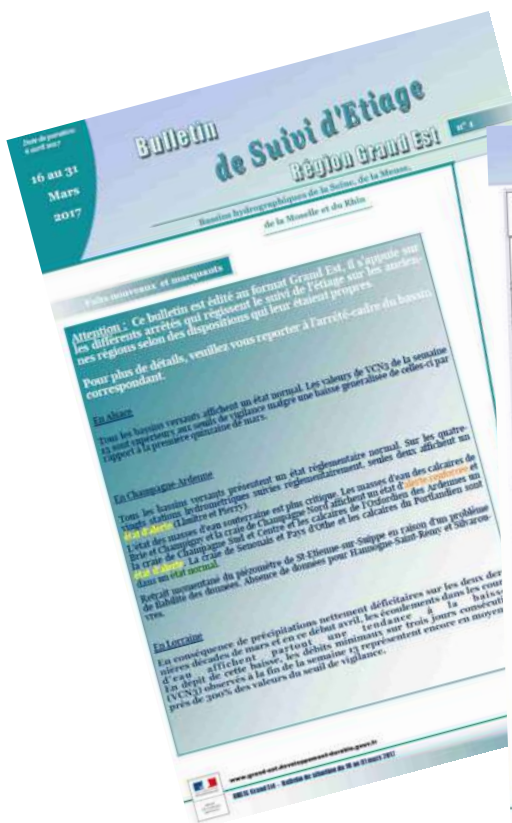 Date de parution:
6 avril 2017
16 au 31
Mars
2017
Bulletin
de Suivi d'Etiage
Région Grand Est
n° 1
Bassins hydrographiques de la Seine, de la Meuse,
de la Moselle et du Rhin
Faits nouveaux et marquants
Attention : Ce bulletin est édité au format Grand Est, il s'appuie sur
les différents arrêtés qui régissent le suivi de l'étiage sur les ancien-
nes régions selon des dispositions qui leur étaient propres.
Pour plus de détails, veuillez vous reporter à l'arrêté-cadre du bassin
correspondant.
En Alsace
Tous les bassins versants affichent un état normal. Les valeurs de VCN3 de la semaine
13 sont supérieurs aux seuils de vigilance malgré une baisse généralisée de celles-ci par
rapport à la première quinzaine de mars.
En Champagne-Ardenne
Tous les bassins versants présentent un état réglementaire normal. Sur les quatre-
vingts stations hydrométriques suivies réglementairement, seules deux affichent un
état d'alerte (Lhuître et Pierry).
L'état des masses d'eau souterraine est plus critique. Les masses d'eau des calcaires de
Brie et Champigny et la craie de Champagne Nord affichent un état d'alerte renforcée et
la craie de Champagne Sud et Centre et les calcaires de l'Oxfordien des Ardennes un
état d'alerte. La craie de Senonais et Pays d'Othe et les calcaires du Portlandien sont
dans un état normal.
Retrait momentané du piézomètre de St-Etienne-sur-Suippe en raison d'un problème
de fiabilité des données. Absence de données pour Hannogne-Saint-Rémy et Sivarou-
vres.
En Lorraine
En conséquence de précipitations nettement déficitaires sur les deux der
nières décades de mars et en ce début avril, les écoulements dans les cou
d'eau affichent partout une tendance à la baiss
En dépit de cette baisse, les débits minimaux sur trois jours consécuti
(VCN3) observés à la fin de la semaine 13 représentent encore en moyen
près de 300% des valeurs du seuil de vigilance.
www.grand-est.developpement-durable.gouv.fr
DREAL Grand Est - Bulletin de situation du 16 au 31 mars 2017